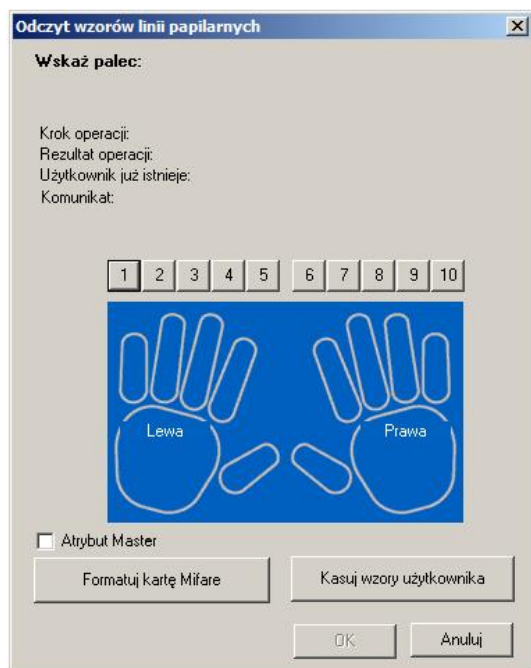 Odczyt wzorów linii papilarnych
Wskaż palec:
Krok operacji:
Rezultat operacji:
Użytkownik już istnieje:
Komunikat:
1 2 3 4 5 6 7 8 9 10
Lewa Prawa
Atrybut Master
Formatuj kartę Mifare Kasuj wzory użytkownika
OK Anuluj